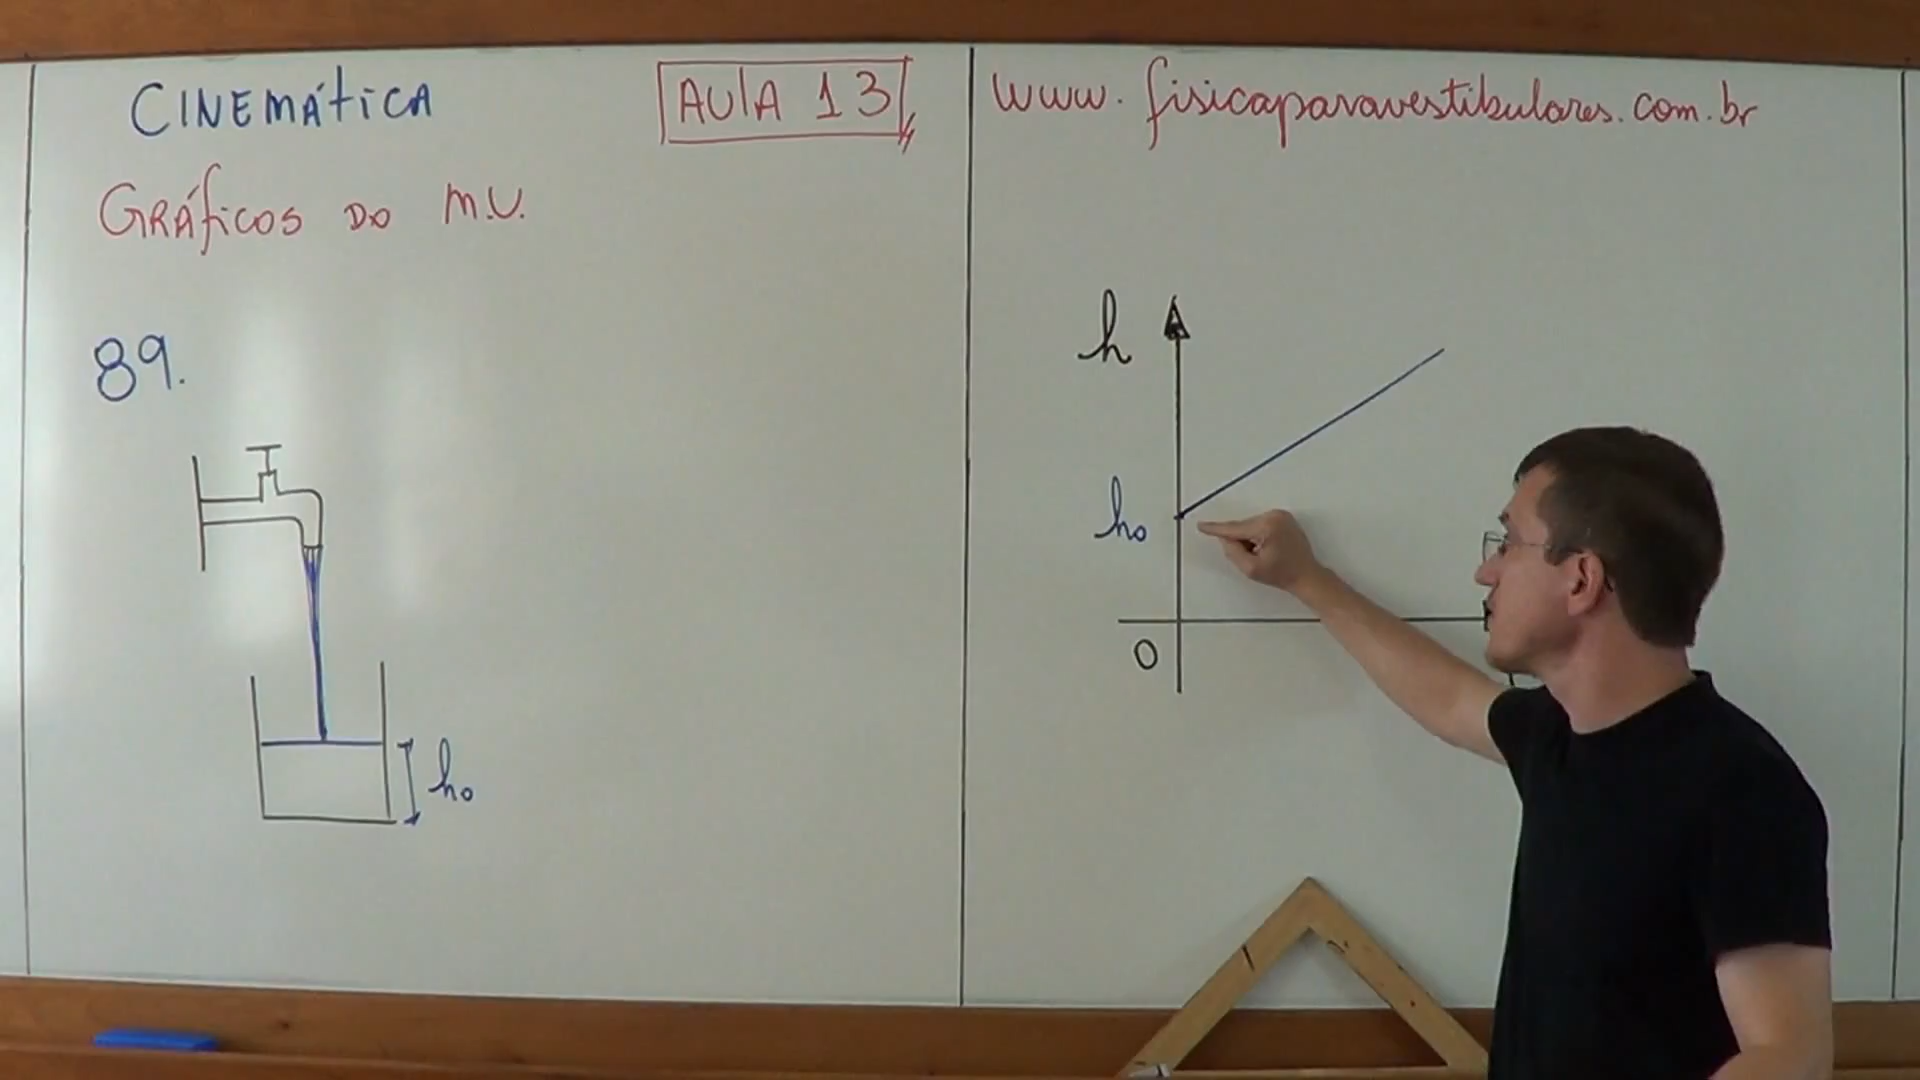 CINEMÁTICA
AULA 13
www.fisicaparavestibulares.com.br
GRÁFICOS DO M.U.
89.
h
h₀
0
h₀